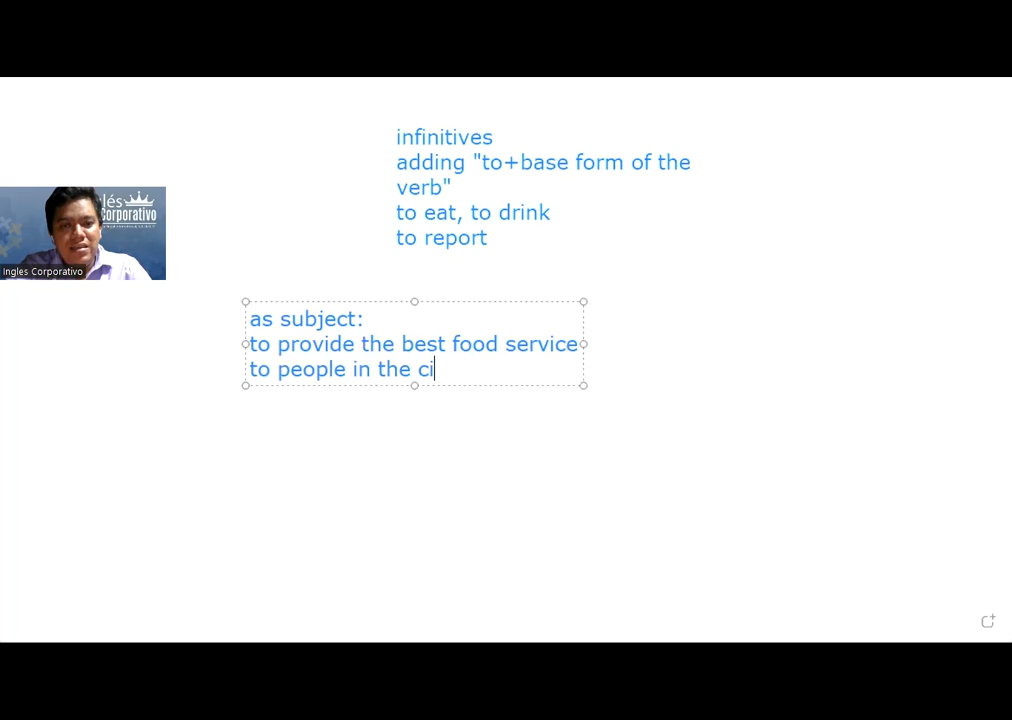 infinitives
adding "to+base form of the
verb"
to eat, to drink
to report
lés
Corporativo
Ingles Corporativo
as subject:
to provide the best food service
to people in the ci